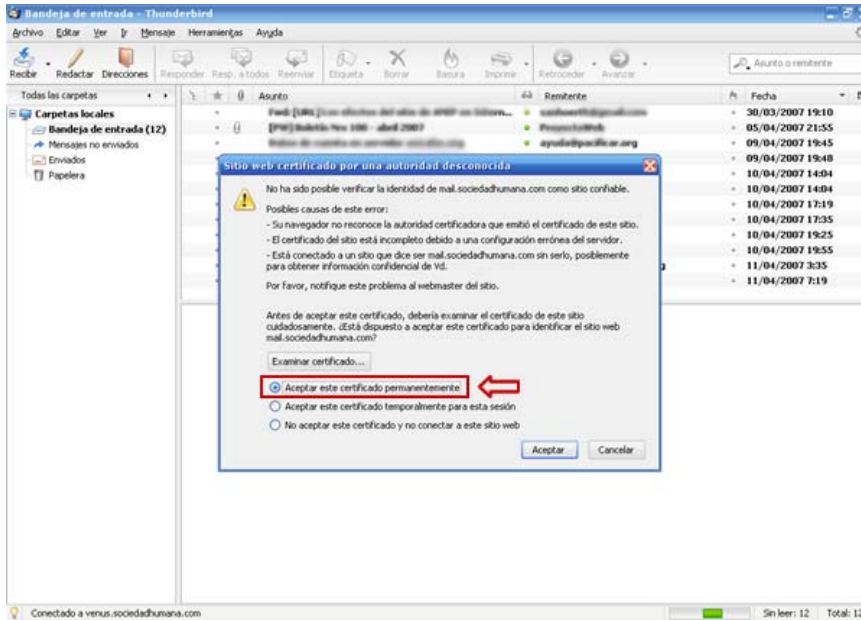 Bandeja de entrada - Thunderbird
Archivo Editar Ver Ir Mensaje Herramientas Ayuda
Recibir Redactar Direcciones Responder Resp. a todos Reenviar Etiqueta Borrar Basura Imprimir Retroceder Avanzar Asunto o remitente
Todas las carpetas Asunto Remitente Fecha
Carpetas locales
Bandeja de entrada (12)
Mensajes no enviados
Enviados
Papelera
30/03/2007 19:10
05/04/2007 21:55
ayuda@pacificar.org 09/04/2007 19:45
09/04/2007 19:48
10/04/2007 14:04
10/04/2007 14:04
10/04/2007 17:19
10/04/2007 17:35
10/04/2007 19:25
10/04/2007 19:55
11/04/2007 3:35
11/04/2007 7:19
Sitio web certificado por una autoridad desconocida
No ha sido posible verificar la identidad de mail.sociedadhumana.com como sitio confiable.
Posibles causas de este error:
- Su navegador no reconoce la autoridad certificadora que emitió el certificado de este sitio.
- El certificado del sitio está incompleto debido a una configuración errónea del servidor.
- Está conectado a un sitio que dice ser mail.sociedadhumana.com sin serlo, posiblemente
para obtener información confidencial de Vd.
Por favor, notifique este problema al webmaster del sitio.
Antes de aceptar este certificado, debería examinar el certificado de este sitio
cuidadosamente. ¿Está dispuesto a aceptar este certificado para identificar el sitio web
mail.sociedadhumana.com?
Examinar certificado...
Aceptar este certificado permanentemente
Aceptar este certificado temporalmente para esta sesión
No aceptar este certificado y no conectar a este sitio web
Aceptar Cancelar
Conectado a venus.sociedadhumana.com Sin leer: 12 Total: 12